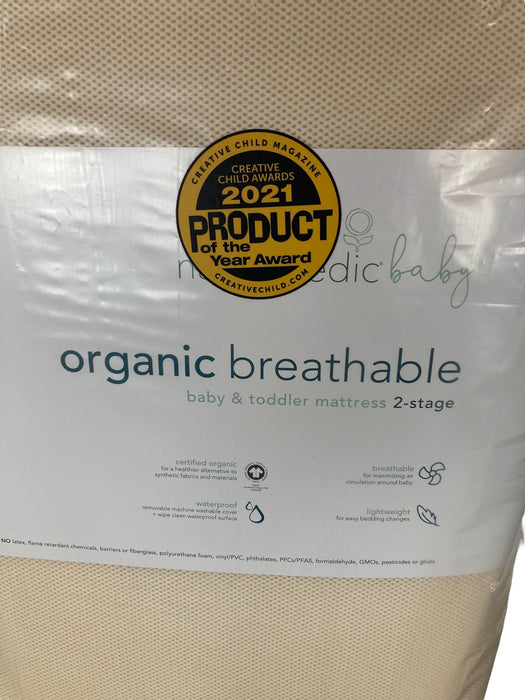 CREATIVE CHILD MAGAZINE
CREATIVE
CHILD AWARDS
2021
PRODUCT
of the
Year Award
CREATIVECHILD.COM
baby
organic breathable
baby & toddler mattress 2-stage
certified organic
for a healthier alternative to
synthetic fabrics and materials
breathable
for maximizing air
circulation around baby
waterproof
removable machine washable cover
+ wipe clean waterproof surface
lightweight
for easy bedding changes
NO latex, flame retardant chemicals, barriers or fiberglass, polyurethane foam, vinyl/PVC, phthalates, PFCs/PFAS, formaldehyde, GMOs, pesticides or glues